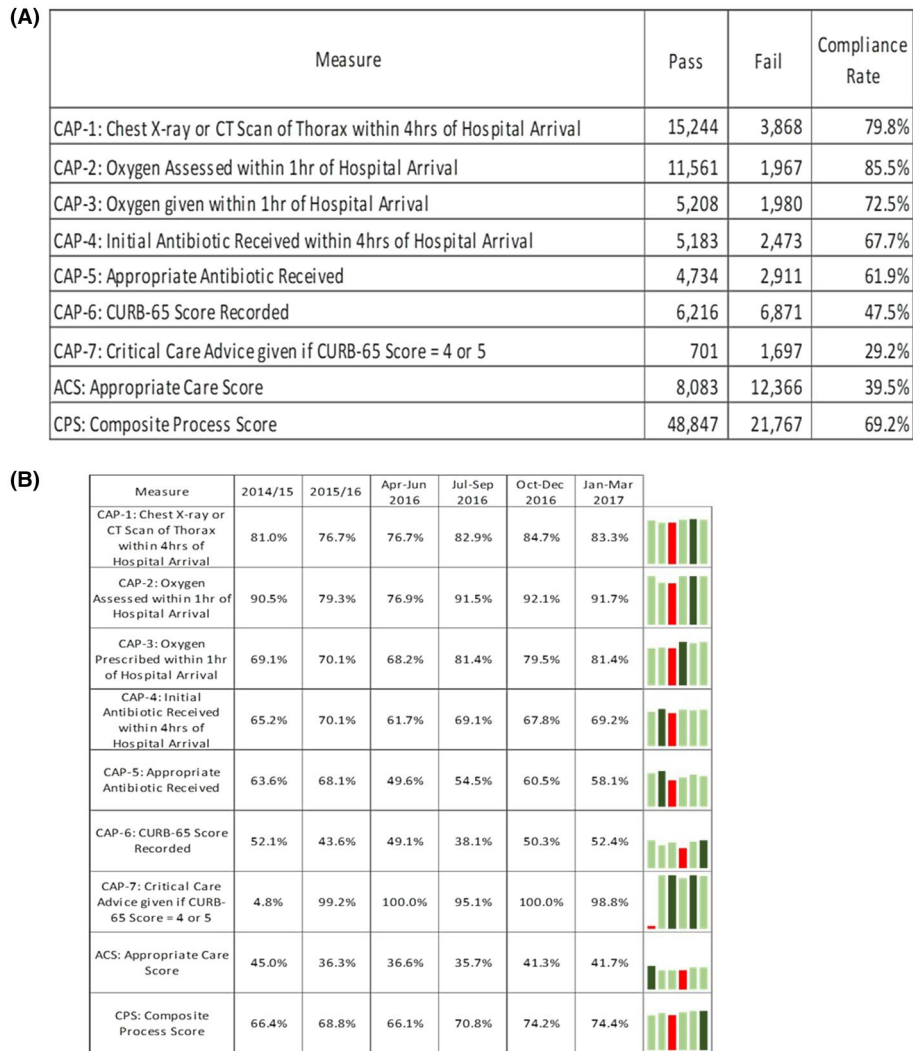 (A)
Measure Pass Fail Compliance
Rate
CAP-1: Chest X-ray or CT Scan of Thorax within 4hrs of Hospital Arrival 15,244 3,868 79.8%
CAP-2: Oxygen Assessed within 1hr of Hospital Arrival 11,561 1,967 85.5%
CAP-3: Oxygen given within 1hr of Hospital Arrival 5,208 1,980 72.5%
CAP-4: Initial Antibiotic Received within 4hrs of Hospital Arrival 5,183 2,473 67.7%
CAP-5: Appropriate Antibiotic Received 4,734 2,911 61.9%
CAP-6: CURB-65 Score Recorded 6,216 6,871 47.5%
CAP-7: Critical Care Advice given if CURB-65 Score = 4 or 5 701 1,697 29.2%
ACS: Appropriate Care Score 8,083 12,366 39.5%
CPS: Composite Process Score 48,847 21,767 69.2%
(B)
Measure 2014/15 2015/16 Apr-Jun Jul-Sep Oct-Dec Jan-Mar
2016 2016 2016 2017
CAP-1: Chest X-ray or
CT Scan of Thorax
within 4hrs of
Hospital Arrival
81.0% 76.7% 76.7% 82.9% 84.7% 83.3%
CAP-2: Oxygen
Assessed within 1hr of
Hospital Arrival
90.5% 79.3% 76.9% 91.5% 92.1% 91.7%
CAP-3: Oxygen
Prescribed within 1hr
of Hospital Arrival
69.1% 70.1% 68.2% 81.4% 79.5% 81.4%
CAP-4: Initial
Antibiotic Received
within 4hrs of
Hospital Arrival
65.2% 70.1% 61.7% 69.1% 67.8% 69.2%
CAP-5: Appropriate
Antibiotic Received
63.6% 68.1% 49.6% 54.5% 60.5% 58.1%
CAP-6: CURB-65 Score
Recorded
52.1% 43.6% 49.1% 38.1% 50.3% 52.4%
CAP-7: Critical Care
Advice given if CURB-
65 Score = 4 or 5
4.8% 99.2% 100.0% 95.1% 100.0% 98.8%
ACS: Appropriate Care
Score
45.0% 36.3% 36.6% 35.7% 41.3% 41.7%
CPS: Composite
Process Score
66.4% 68.8% 66.1% 70.8% 74.2% 74.4%